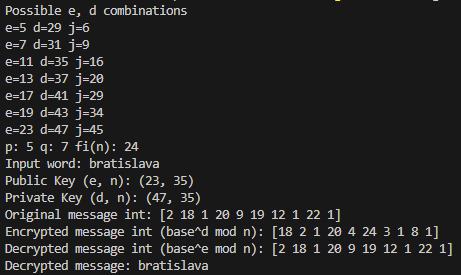 Possible e, d combinations
e=5 d=29 j=6
e=7 d=31 j=9
e=11 d=35 j=16
e=13 d=37 j=20
e=17 d=41 j=29
e=19 d=43 j=34
e=23 d=47 j=45
p: 5 q: 7 fi(n): 24
Input word: bratislava
Public Key (e, n): (23, 35)
Private Key (d, n): (47, 35)
Original message int: [2 18 1 20 9 19 12 1 22 1]
Encrypted message int (base^d mod n): [18 2 1 20 4 24 3 1 8 1]
Decrypted message int (base^e mod n): [2 18 1 20 9 19 12 1 22 1]
Decrypted message: bratislava